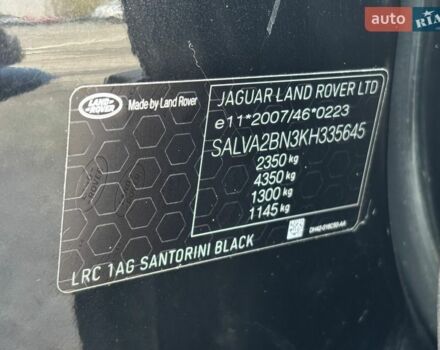 auto
RIA
LAND
ROVER
Made by Land Rover
JAGUAR LAND ROVER LTD
e11*2007/46*0223
SALVA2BN3KH335645
2350 kg
4350 kg
1300 kg
1145 kg
LRC 1AG SANTORINI BLACK